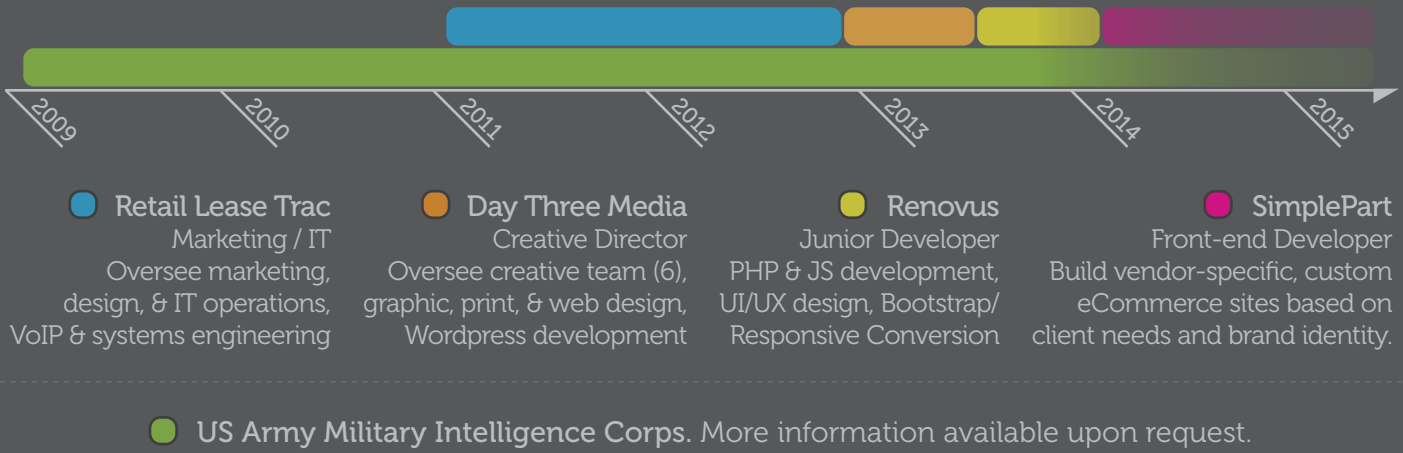 2009
2010
2011
2012
2013
2014
2015
Retail Lease Trac
Marketing / IT
Oversee marketing,
design, & IT operations,
VoIP & systems engineering
Day Three Media
Creative Director
Oversee creative team (6),
graphic, print, & web design,
Wordpress development
Renovus
Junior Developer
PHP & JS development,
UI/UX design, Bootstrap/
Responsive Conversion
SimplePart
Front-end Developer
Build vendor-specific, custom
eCommerce sites based on
client needs and brand identity.
US Army Military Intelligence Corps. More information available upon request.